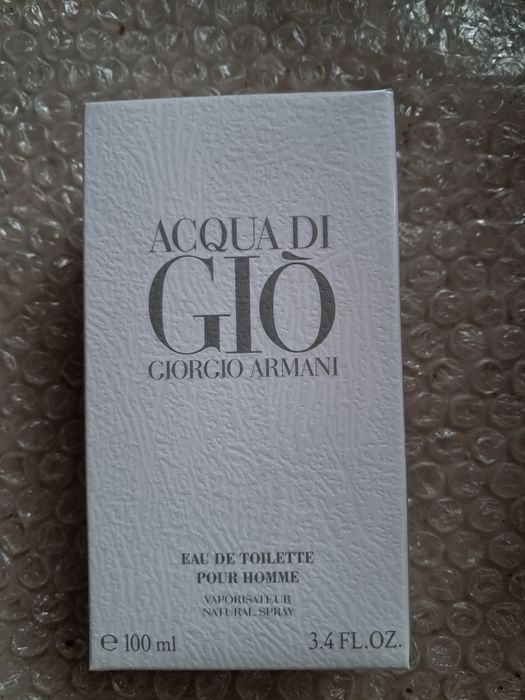 ACQUA DI
GIÒ
GIORGIO ARMANI
EAU DE TOILETTE
POUR HOMME
VAPORISATEUR
NATURAL SPRAY
℮ 100 ml 3.4 FL.OZ.